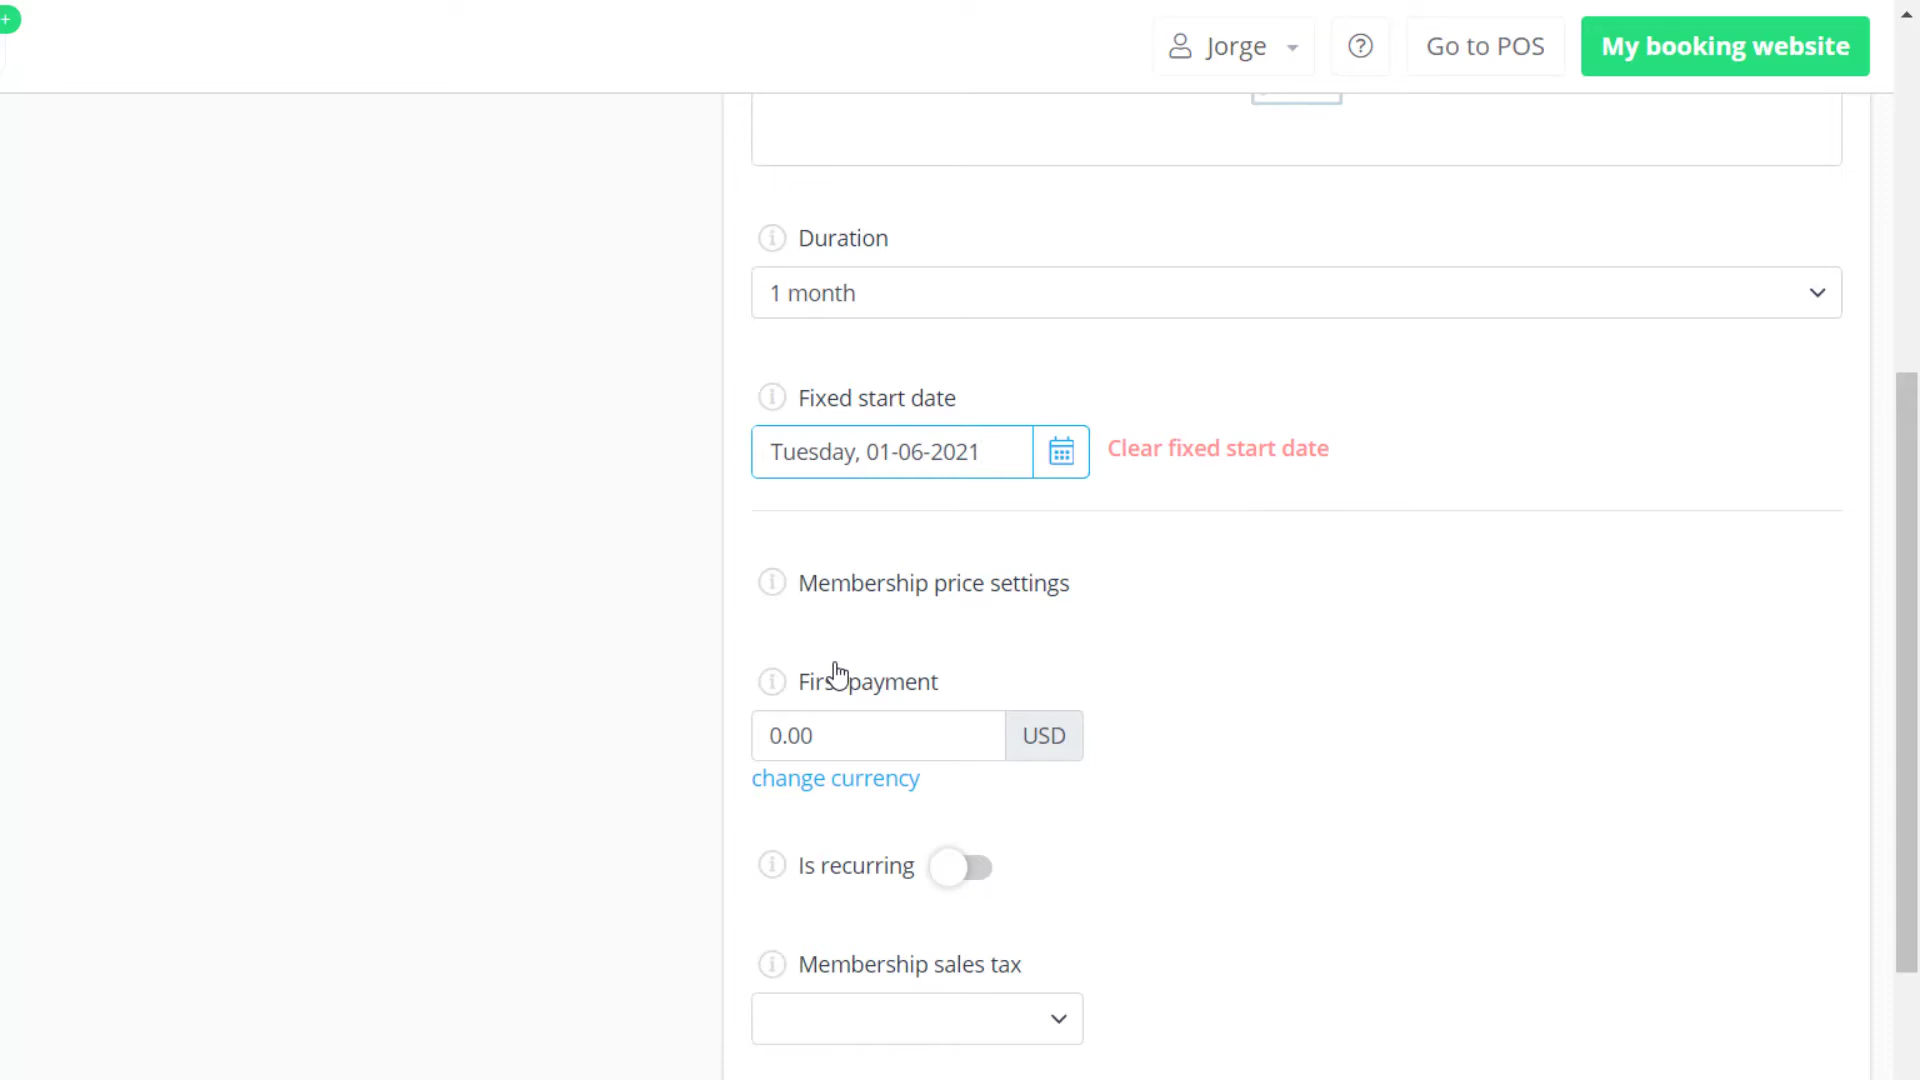 +
Jorge
Go to POS
My booking website
Duration
1 month
Fixed start date
Tuesday, 01-06-2021
Clear fixed start date
Membership price settings
First payment
0.00 USD
change currency
Is recurring
Membership sales tax